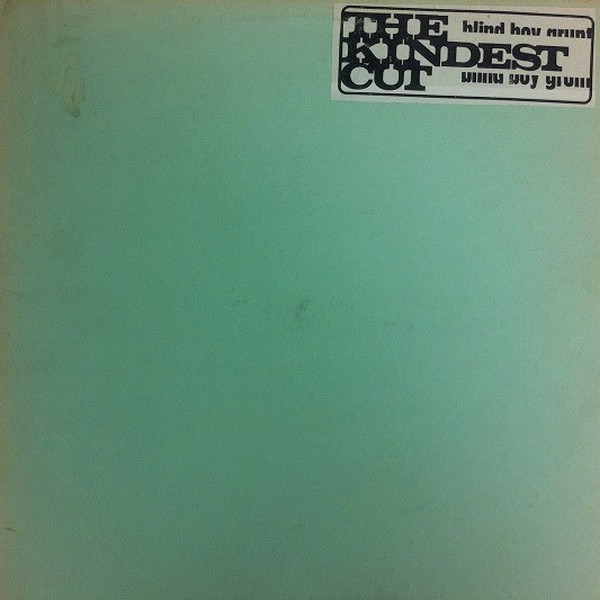 THE
blind boy grunt
KINDEST
CUT
blind boy grunt